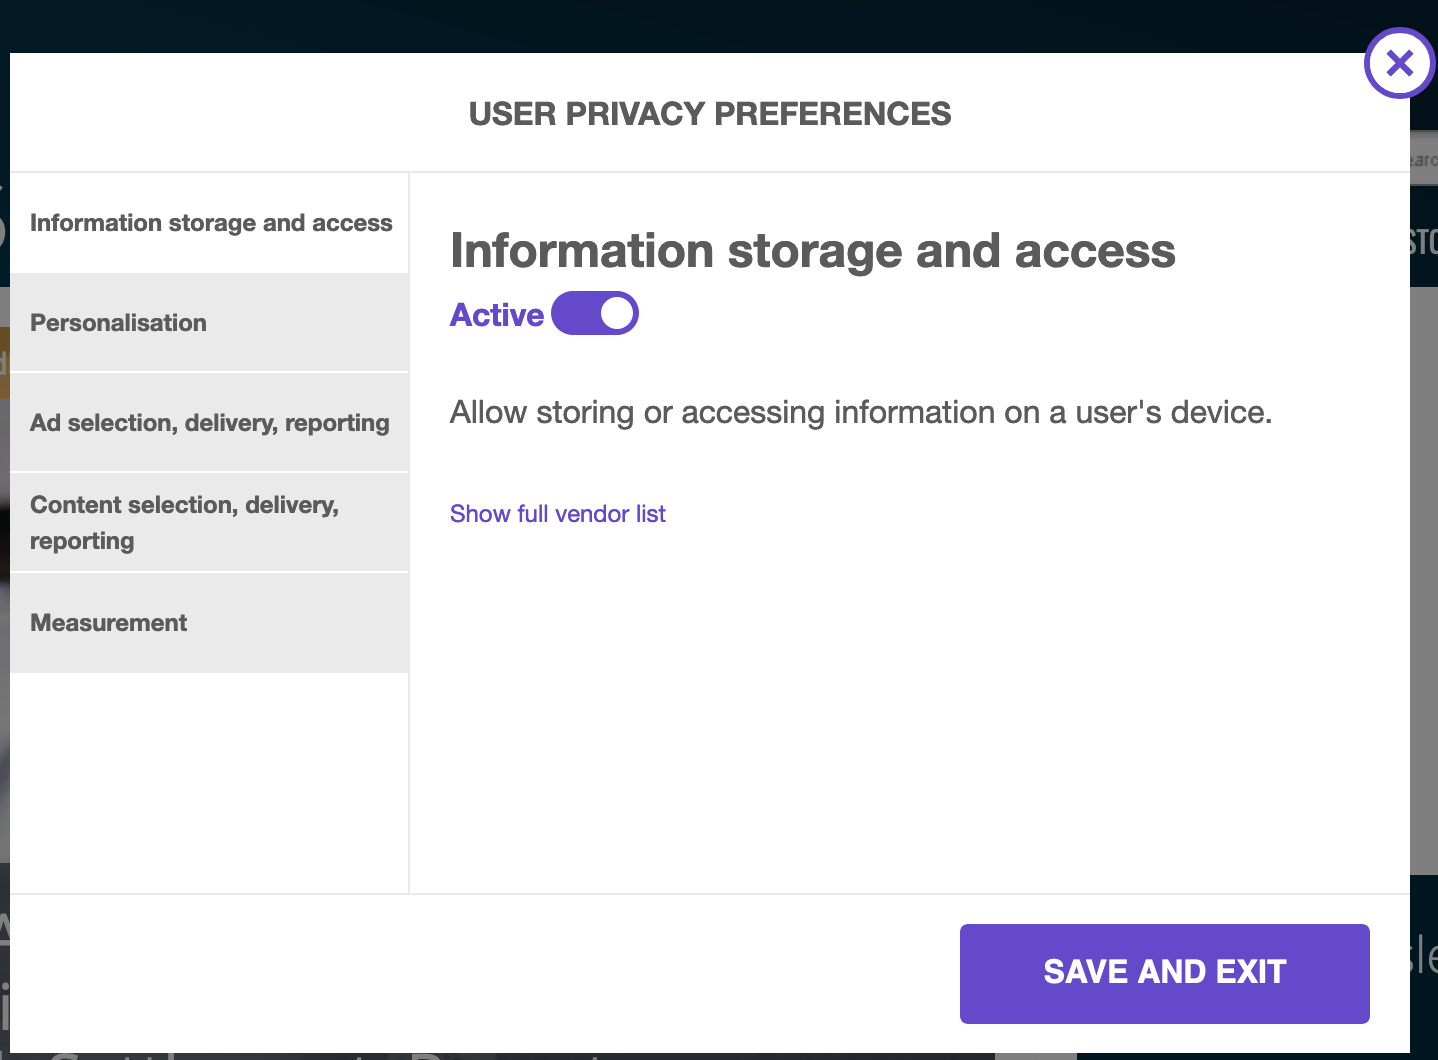 USER PRIVACY PREFERENCES
Information storage and access
Personalisation
Ad selection, delivery, reporting
Content selection, delivery,
reporting
Measurement
Information storage and access
Active
Allow storing or accessing information on a user's device.
Show full vendor list
SAVE AND EXIT